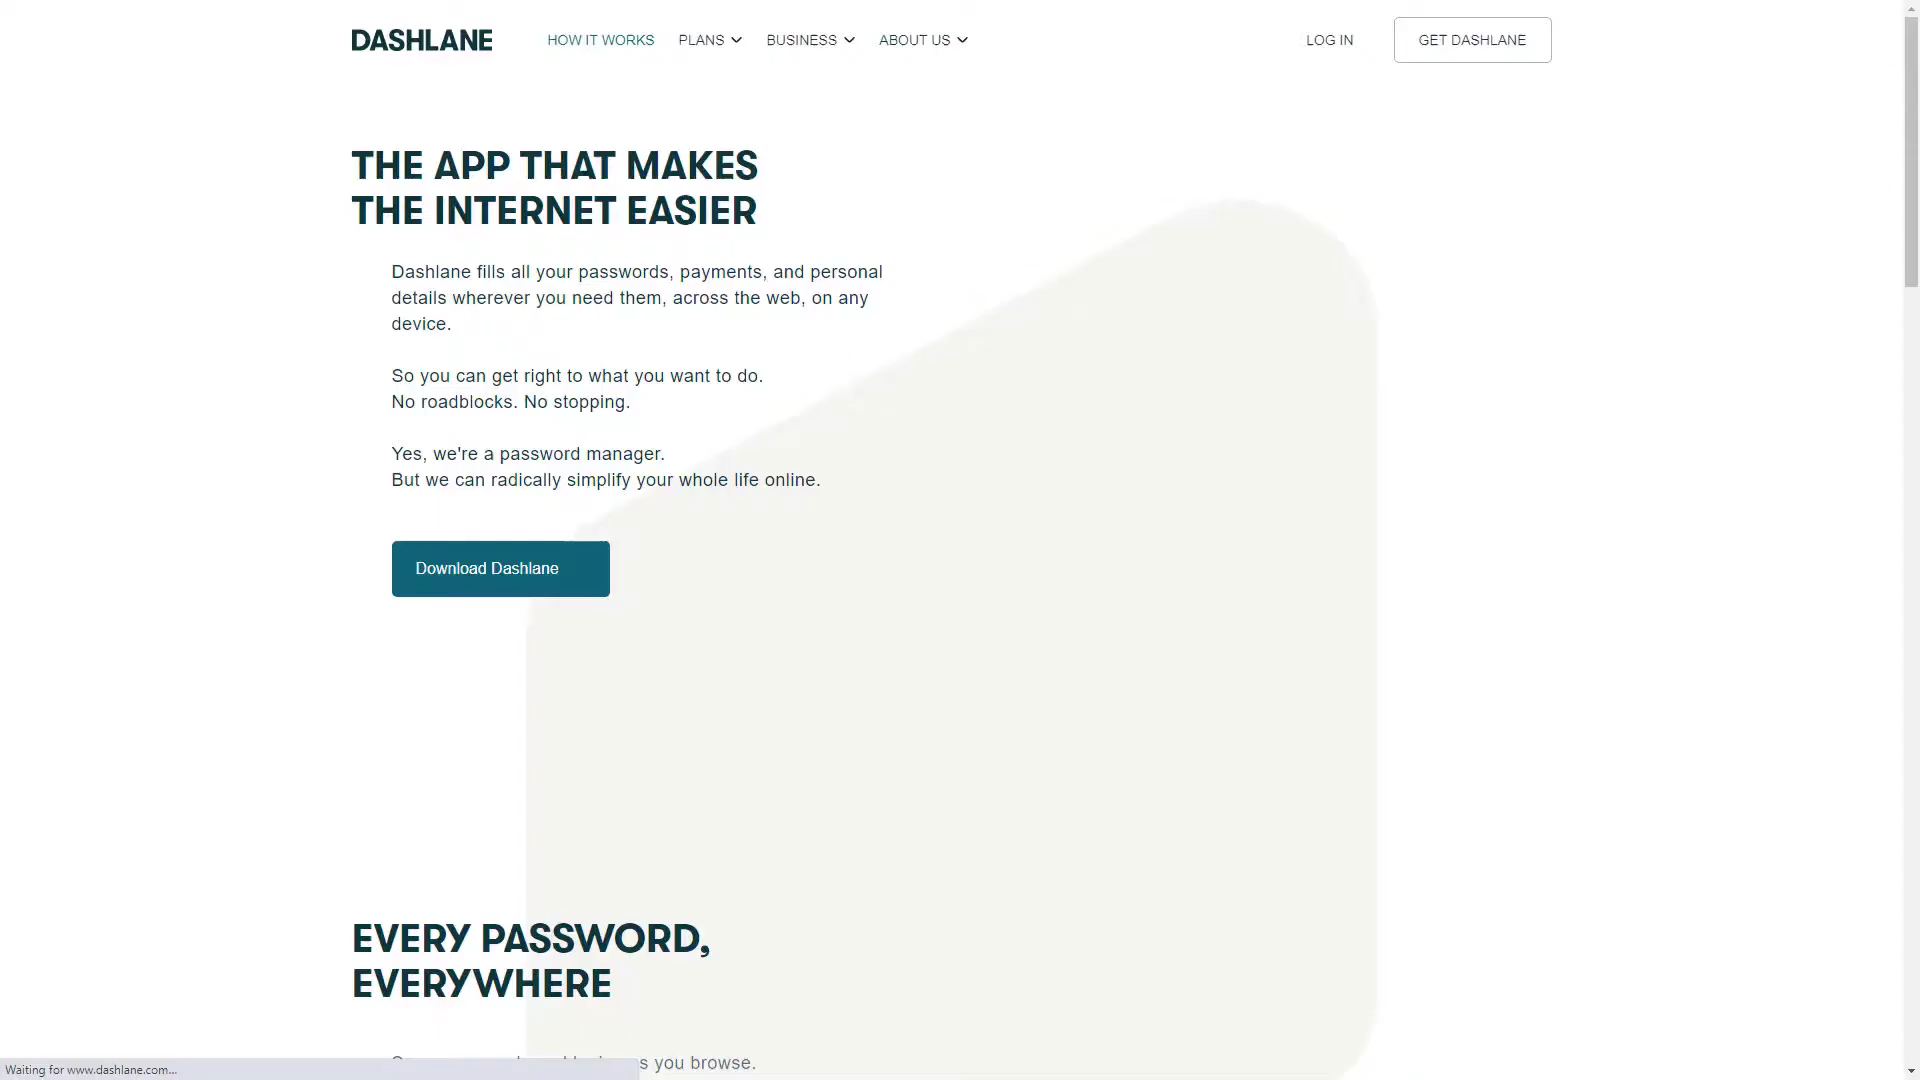 DASHLANE
HOW IT WORKS
PLANS
BUSINESS
ABOUT US
LOG IN
GET DASHLANE
THE APP THAT MAKES
THE INTERNET EASIER
Dashlane fills all your passwords, payments, and personal
details wherever you need them, across the web, on any
device.
So you can get right to what you want to do.
No roadblocks. No stopping.
Yes, we're a password manager.
But we can radically simplify your whole life online.
Download Dashlane
EVERY PASSWORD,
EVERYWHERE
you browse.
Waiting for www.dashlane.com...